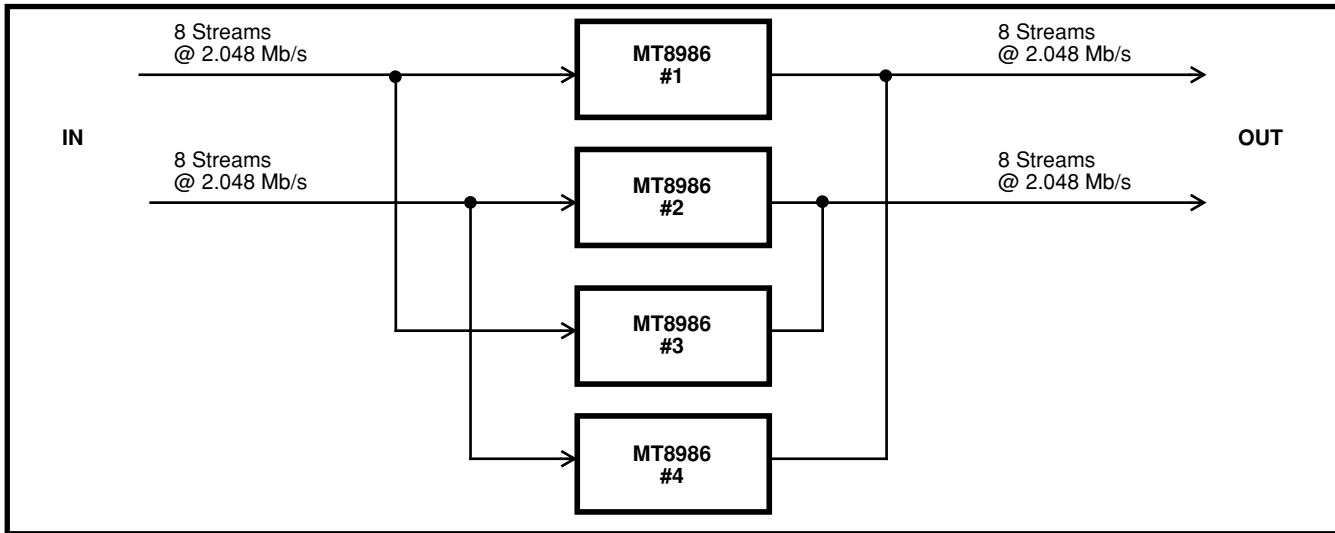 8 Streams
@ 2.048 Mb/s
MT8986
#1
8 Streams
@ 2.048 Mb/s
IN
OUT
8 Streams
@ 2.048 Mb/s
MT8986
#2
8 Streams
@ 2.048 Mb/s
MT8986
#3
MT8986
#4